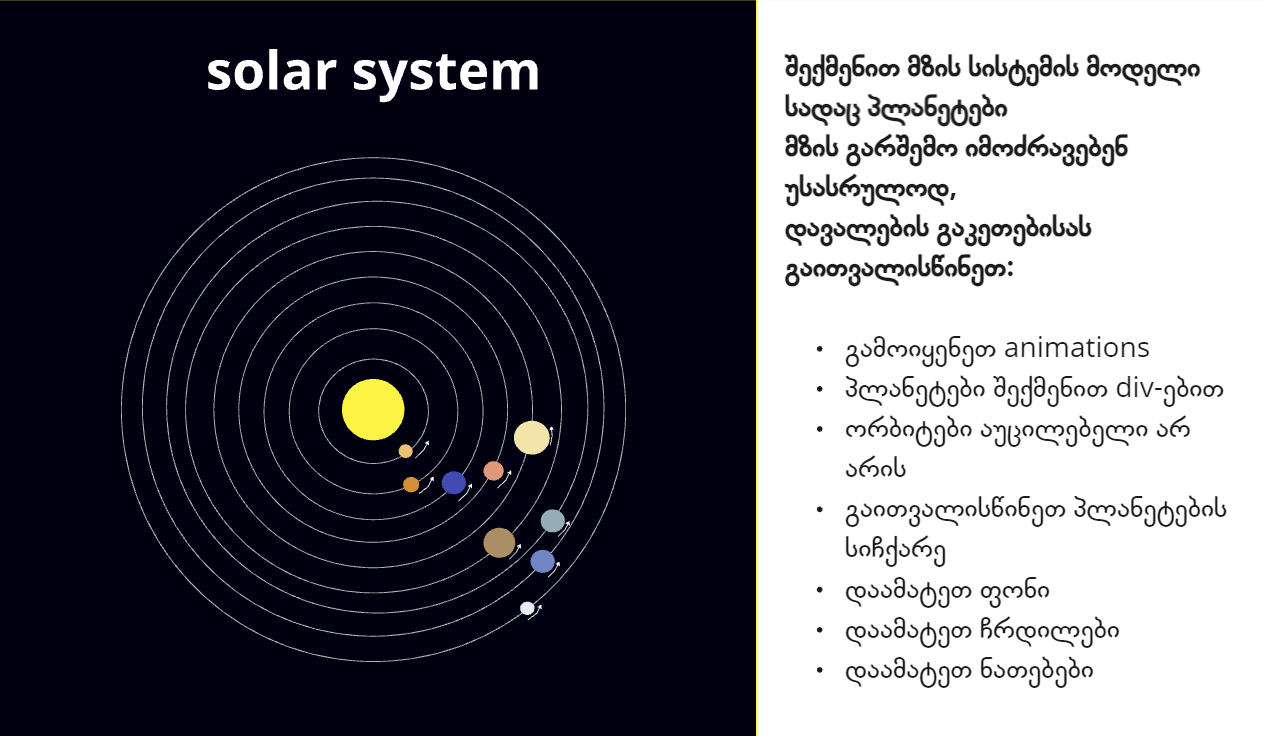 solar system
შექმენით მზის სისტემის მოდელი
სადაც პლანეტები
მზის გარშემო იმოძრავებენ
უსასრულოდ,
დავალების გაკეთებისას
გაითვალისწინეთ:
• გამოიყენეთ animations
• პლანეტები შექმენით div-ებით
• ორბიტები აუცილებელი არ
არის
• გაითვალისწინეთ პლანეტების
სიჩქარე
• დაამატეთ ფონი
• დაამატეთ ჩრდილები
• დაამატეთ ნათებები